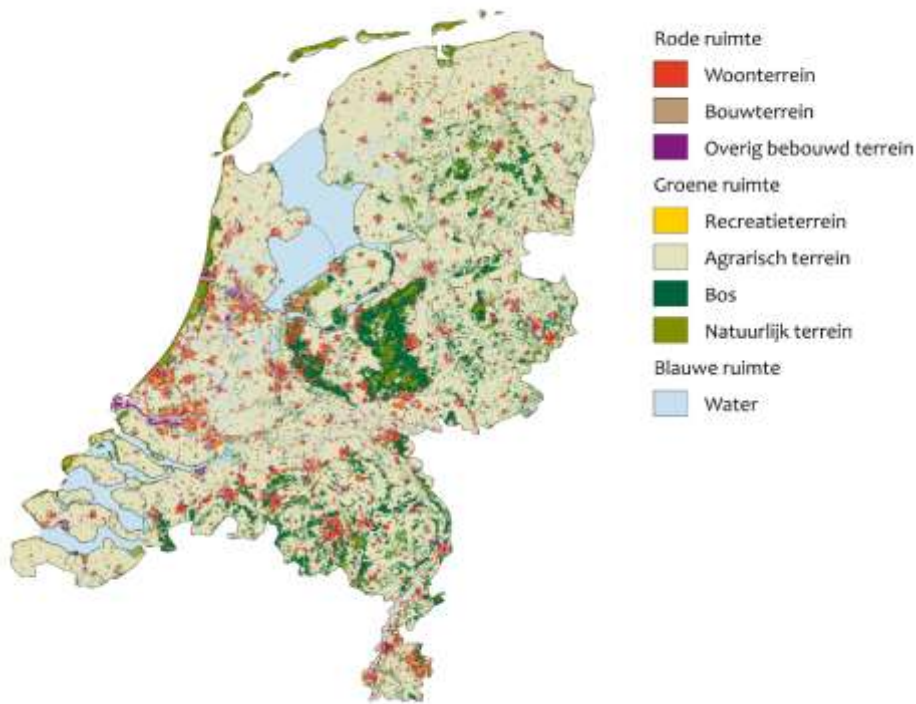 Rode ruimte
Woonterrein
Bouwterrein
Overig bebouwd terrein
Groene ruimte
Recreatieterrein
Agrarisch terrein
Bos
Natuurlijk terrein
Blauwe ruimte
Water